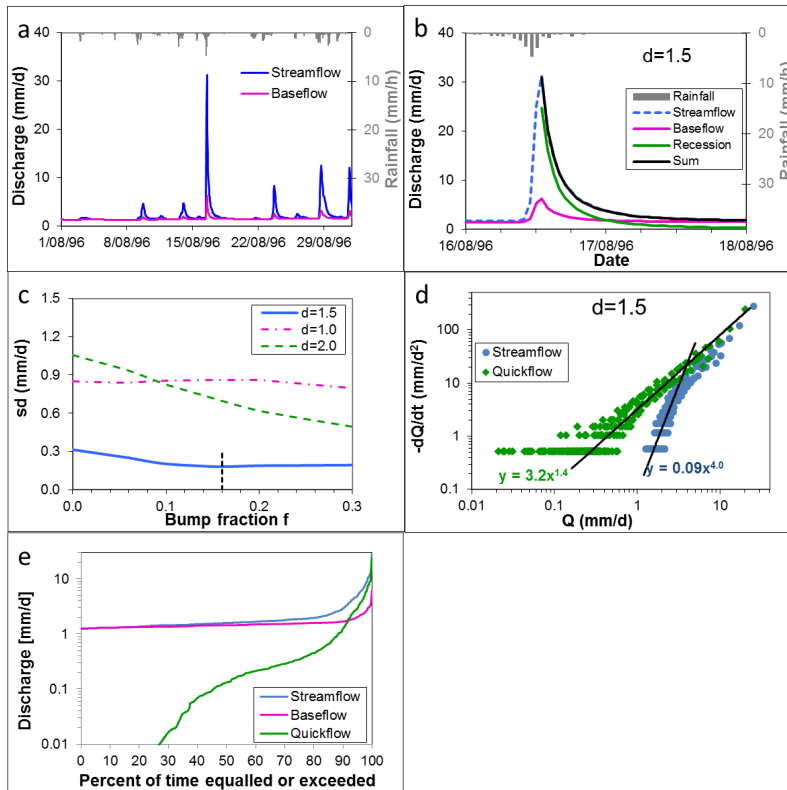 a
40
30
20
10
0
Discharge (mm/d)
0
10
20
30
Rainfall (mm/h)
Streamflow
Baseflow
1/08/96 8/08/96 15/08/96 22/08/96 29/08/96
b
d=1.5
40
30
20
10
0
Discharge (mm/d)
0
10
20
30
Rainfall (mm/h)
Rainfall
Streamflow
Baseflow
Recession
Sum
16/08/96 17/08/96 18/08/96
Date
c
1.5
1.2
0.9
0.6
0.3
0.0
sd (mm/d)
d=1.5
d=1.0
d=2.0
0.0 0.1 0.2 0.3
Bump fraction f
d
d=1.5
100
10
1
0.1
-dQ/dt (mm/d2)
Streamflow
Quickflow
y = 3.2x1.4
y = 0.09x4.0
0.01 0.1 1 10
Q (mm/d)
e
10
1
0.1
0.01
Discharge [mm/d]
Streamflow
Baseflow
Quickflow
0 10 20 30 40 50 60 70 80 90 100
Percent of time equalled or exceeded